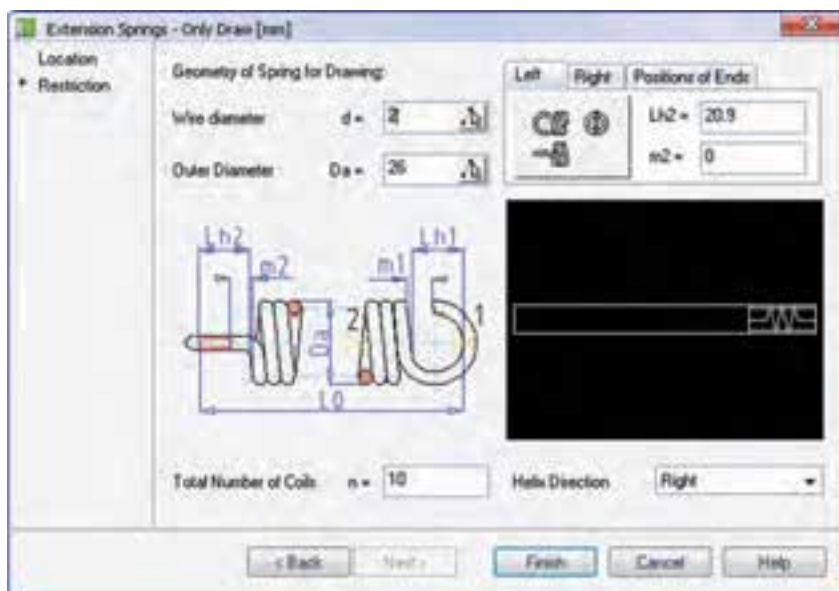 Extension Springs - Only Draw [mm]
Location
Restriction
Geometry of Spring for Drawing:
Wire diameter d = 2
Outer Diameter Da = 26
Left Right Positions of Ends
Lh2 = 20.9
m2 = 0
Lh2 Lh1
m2 m1
2 1
Da
L0
Total Number of Coils n = 10
Helix Direction Right
< Back Next > Finish Cancel Help